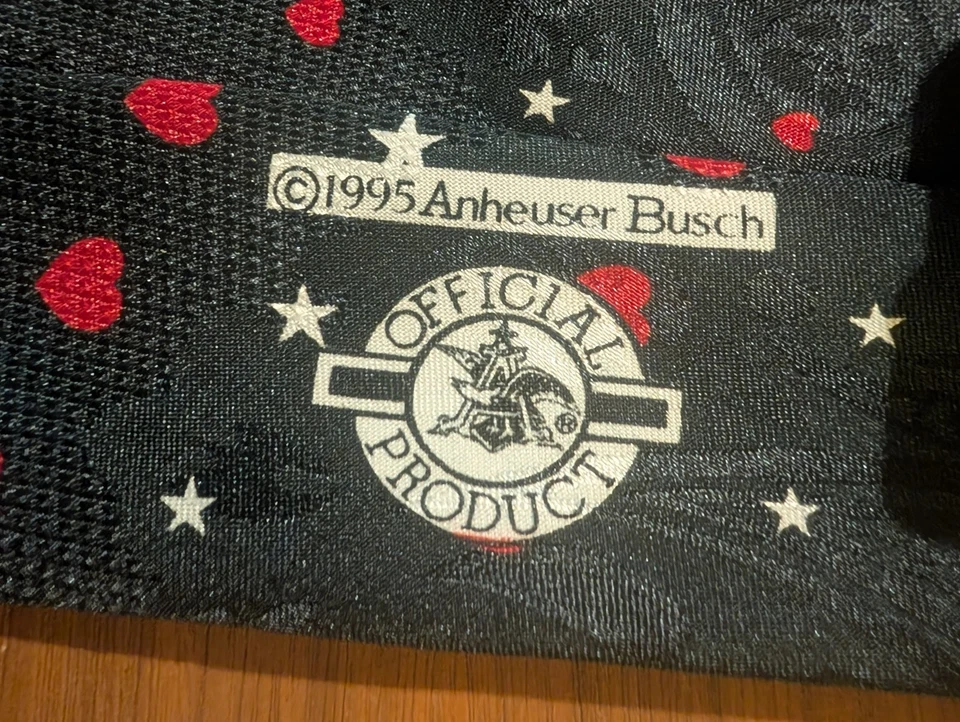 ©1995 Anheuser Busch
OFFICIAL
®
PRODUCT